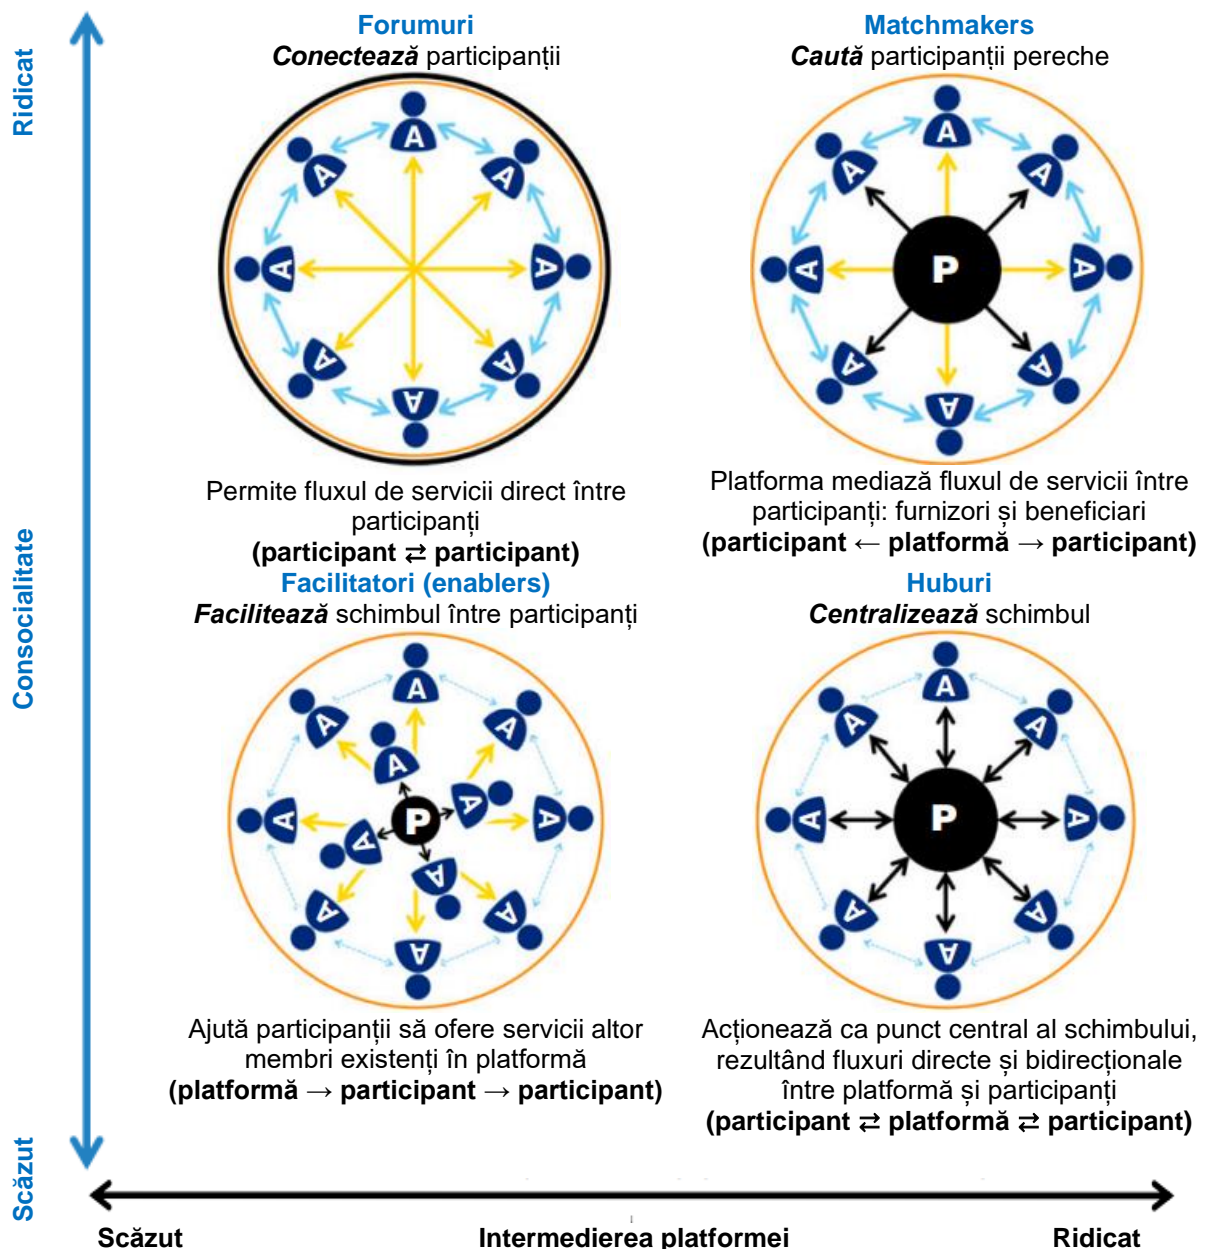 Ridicat
Consocialitate
Scăzut
Forumuri
Conectează participanții
A
A
A
A
A
A
A
A
Permite fluxul de servicii direct între
participanți
(participant ⇄ participant)
Matchmakers
Caută participanții pereche
A
A
A
A
P
A
A
A
A
Platforma mediază fluxul de servicii între
participanți: furnizori și beneficiari
(participant ← platformă → participant)
Facilitatori (enablers)
Facilitează schimbul între participanți
A
A
A
A
A
A
P
A
A
A
A
A
A
Ajută participanții să ofere servicii altor
membri existenți în platformă
(platformă → participant → participant)
Huburi
Centralizează schimbul
A
A
A
A
P
A
A
A
A
Acționează ca punct central al schimbului,
rezultând fluxuri directe și bidirecționale
între platformă și participanți
(participant ⇄ platformă ⇄ participant)
Scăzut
Intermedierea platformei
Ridicat